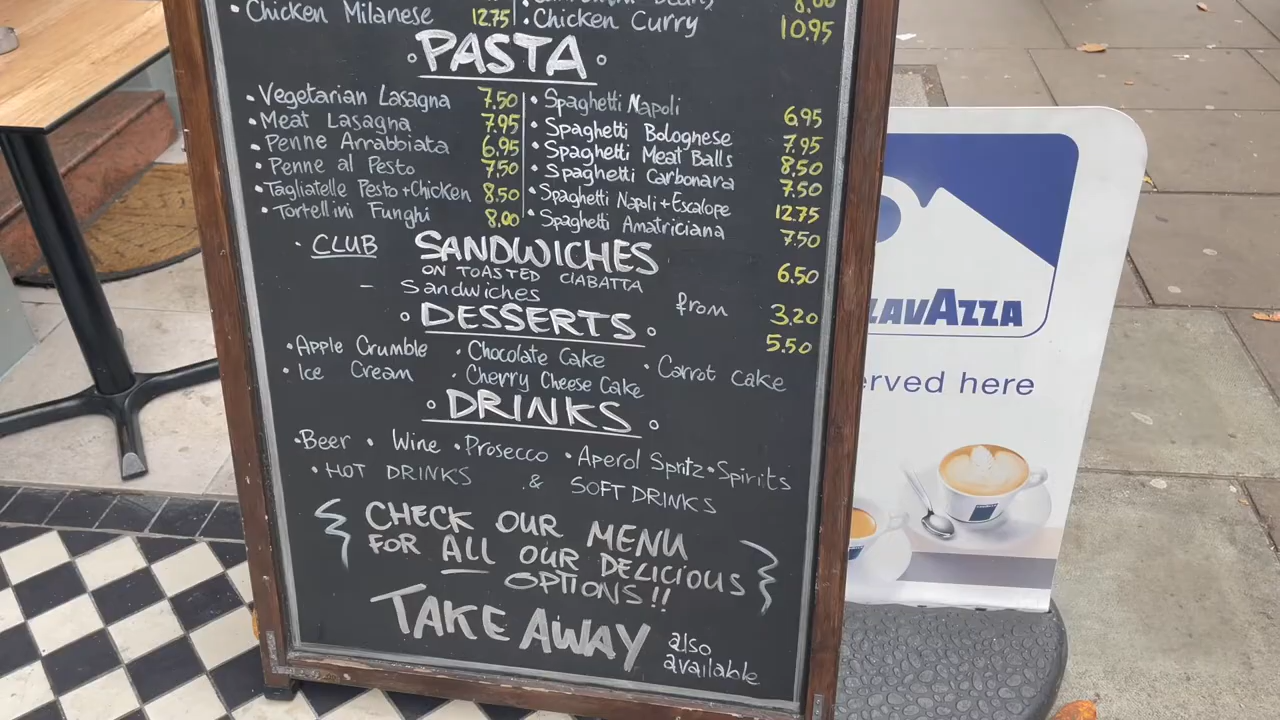 • Chicken Milanese 12.75 • Chicken Curry 10.95
• PASTA •
• Vegetarian Lasagna 7.50 • Spaghetti Napoli 6.95
• Meat Lasagna 7.95 • Spaghetti Bolognese 7.95
• Penne Arrabbiata 6.95 • Spaghetti Meat Balls 8.50
• Penne al Pesto 7.50 • Spaghetti Carbonara 7.50
• Tagliatelle Pesto+Chicken 8.50 • Spaghetti Napoli+Escalope 12.75
• Tortellini Funghi 8.00 • Spaghetti Amatriciana 7.50
• CLUB SANDWICHES 6.50
ON TOASTED CIABATTA
- Sandwiches from 3.20
• DESSERTS • 5.50
• Apple Crumble • Chocolate Cake • Carrot cake
• Ice Cream • Cherry Cheese Cake
• DRINKS •
• Beer • Wine • Prosecco • Aperol Spritz • Spirits
• HOT DRINKS & SOFT DRINKS
CHECK OUR MENU
FOR ALL OUR DELICIOUS
OPTIONS!!
TAKE AWAY also
available
LAVAZZA
erved here